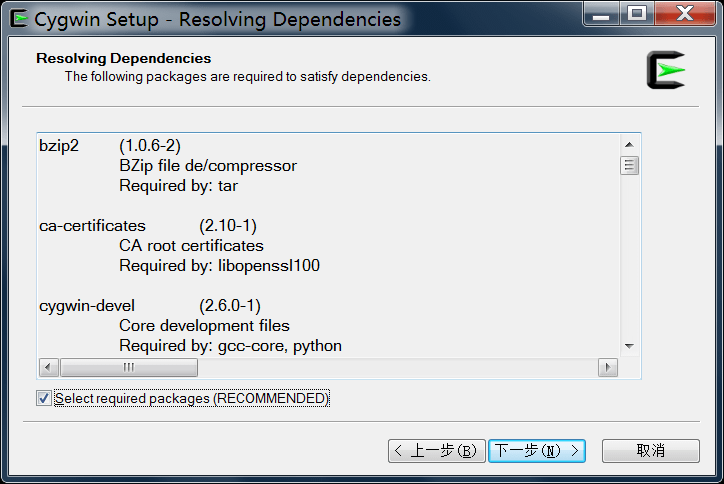 Cygwin Setup - Resolving Dependencies
Resolving Dependencies
The following packages are required to satisfy dependencies.
bzip2 (1.0.6-2)
BZip file de/compressor
Required by: tar
ca-certificates (2.10-1)
CA root certificates
Required by: libopenssl100
cygwin-devel (2.6.0-1)
Core development files
Required by: gcc-core, python
Select required packages (RECOMMENDED)
< 上一步(B) 下一步(N) > 取消